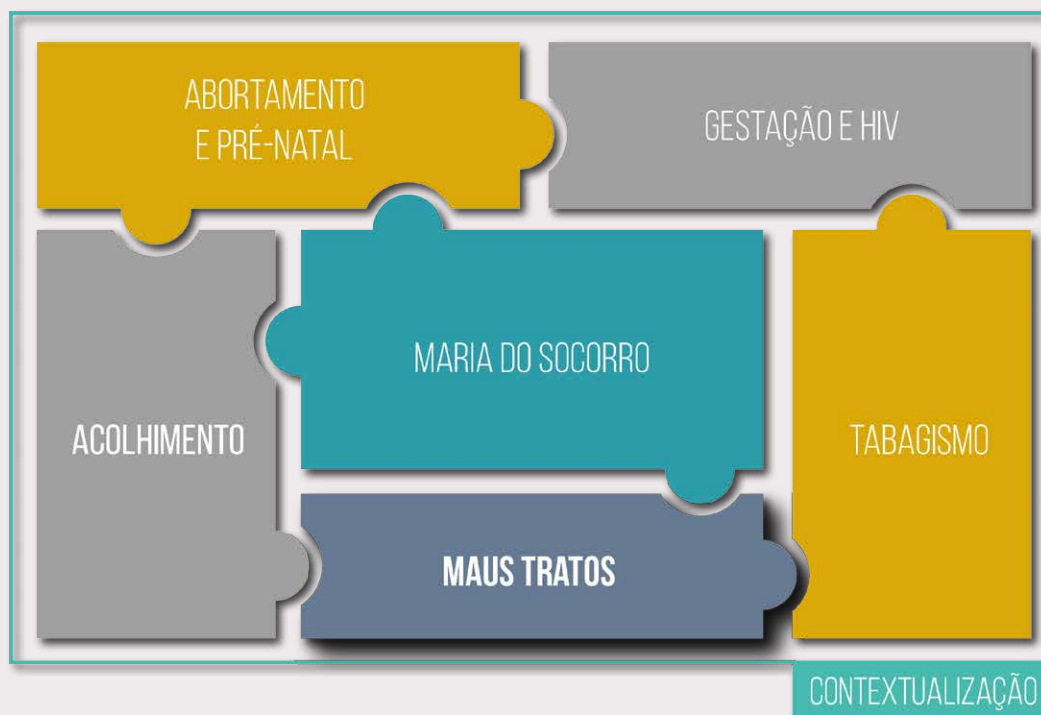 ABORTAMENTO
E PRÉ-NATAL
GESTAÇÃO E HIV
MARIA DO SOCORRO
ACOLHIMENTO
TABAGISMO
MAUS TRATOS
CONTEXTUALIZAÇÃO